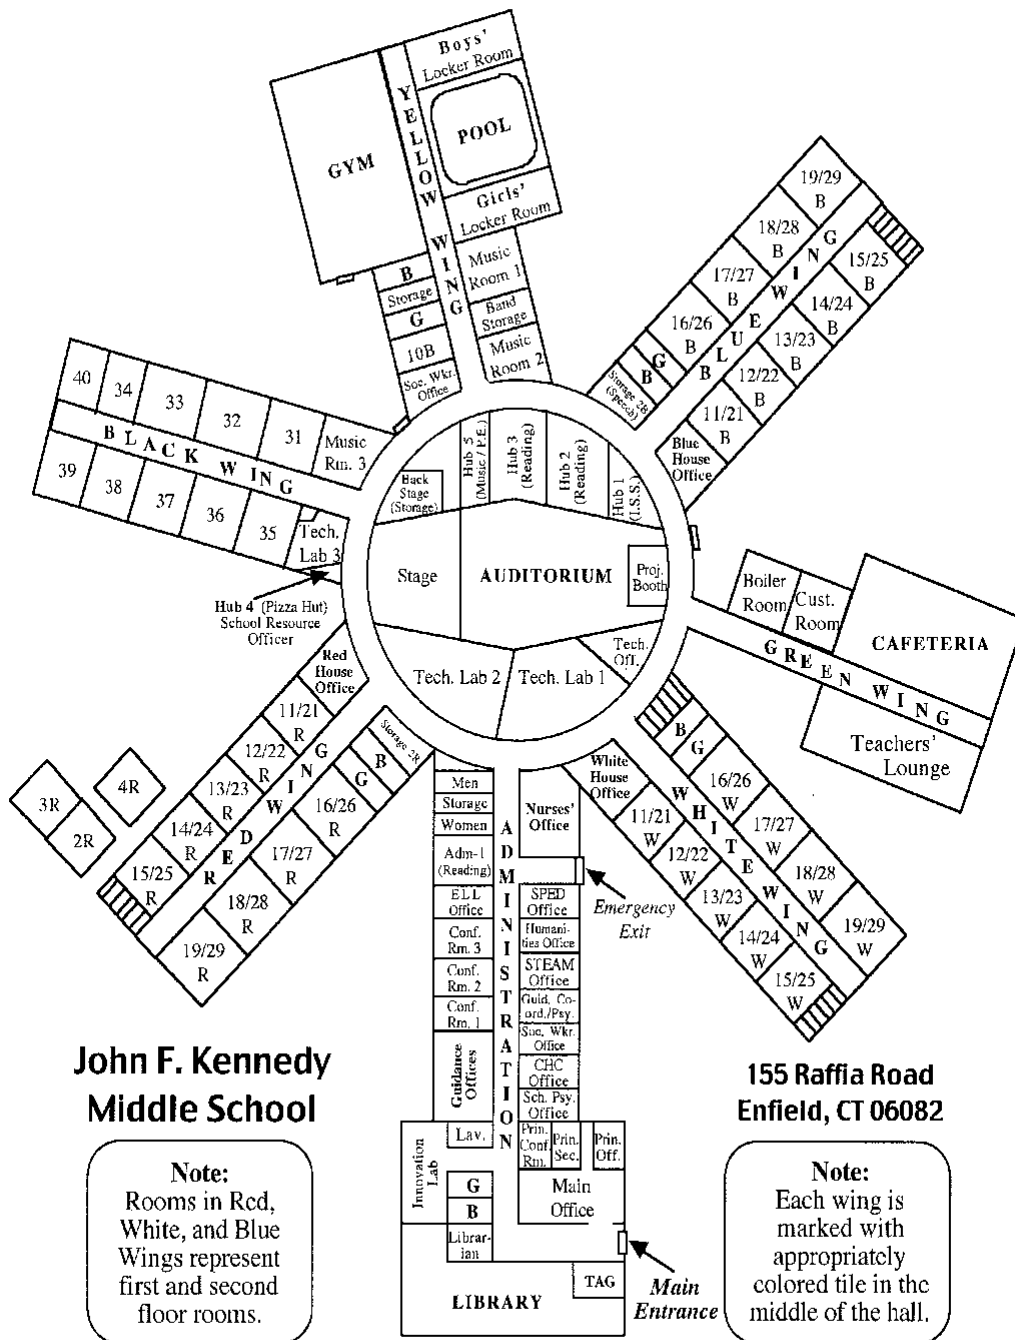 Boys'
Locker Room
YELLOW WING
POOL
GYM
Girls'
Locker Room
B
Storage
G
10B
Soc. Wkr.
Office
Music
Room 1
Band
Storage
Music
Room 2
19/29
B
18/28
B
17/27
B
16/26
B
G
B
Storage 2B
(Speech)
BLUE WING
15/25
B
14/24
B
13/23
B
12/22
B
11/21
B
Blue
House
Office
40
34
33
32
31
Music
Rm. 3
BLACK WING
39
38
37
36
35
Tech.
Lab 3
Hub 4 (Pizza Hut)
School Resource
Officer
Back
Stage
(Storage)
Hub 5
(Music / P.E.)
Hub 3
(Reading)
Hub 2
(Reading)
Hub 1
(I.S.S.)
Stage
AUDITORIUM
Proj.
Booth
Tech. Lab 2
Tech. Lab 1
Tech.
Off.
Boiler
Room
Cust.
Room
CAFETERIA
GREEN WING
Teachers'
Lounge
Red
House
Office
11/21
R
12/22
R
13/23
R
14/24
R
15/25
R
RED WING
Storage 2R
B
G
16/26
R
17/27
R
18/28
R
19/29
R
4R
3R
2R
White
House
Office
11/21
W
12/22
W
13/23
W
14/24
W
15/25
W
WHITE WING
B
G
16/26
W
17/27
W
18/28
W
19/29
W
Men
Storage
Women
Adm-1
(Reading)
ELL
Office
Conf.
Rm. 3
Conf.
Rm. 2
Conf.
Rm. 1
Guidance
Offices
Lav.
Innovation
Lab
G
B
Librar-
ian
ADMINISTRATION
Nurses'
Office
Emergency
Exit
SPED
Office
Humani-
ties Office
STEAM
Office
Guid. Co-
ord./Psy.
Soc. Wkr.
Office
CHC
Office
Sch. Psy.
Office
Prin.
Conf.
Rm.
Prin.
Sec.
Prin.
Off.
Main
Office
TAG
LIBRARY
Main
Entrance
John F. Kennedy
Middle School
155 Raffia Road
Enfield, CT 06082
Note:
Rooms in Red,
White, and Blue
Wings represent
first and second
floor rooms.
Note:
Each wing is
marked with
appropriately
colored tile in the
middle of the hall.